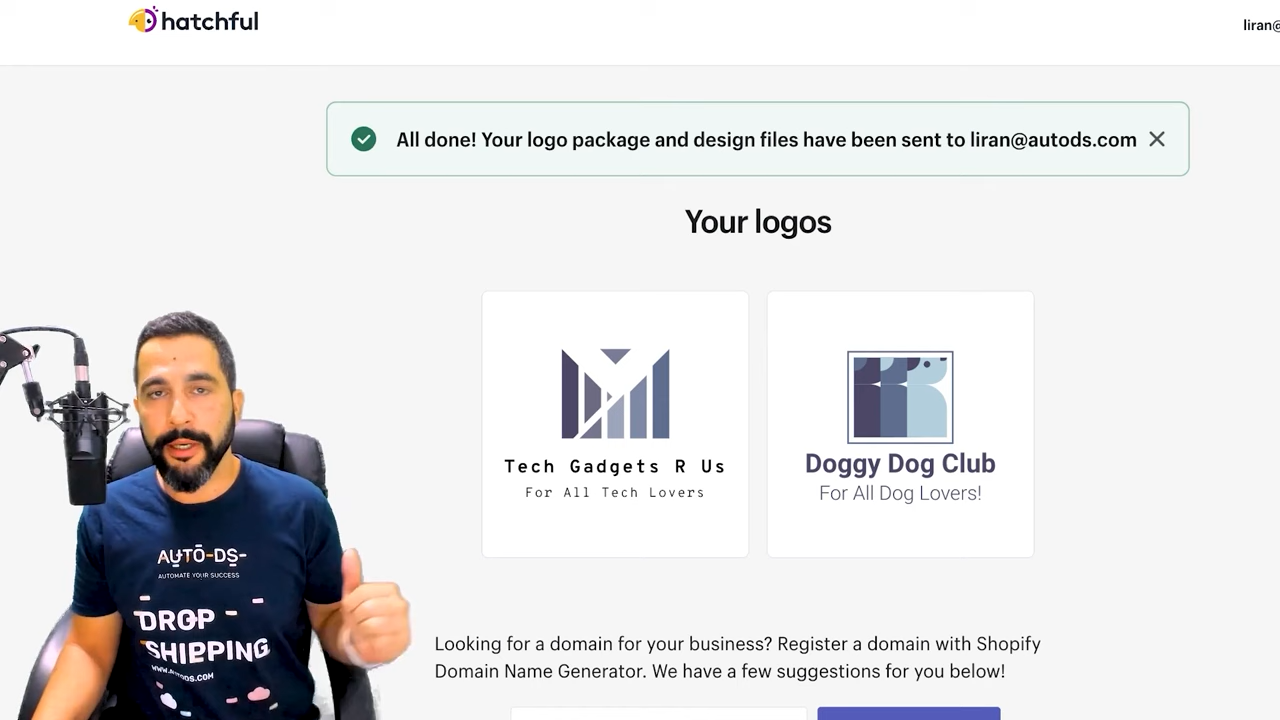 hatchful
liran@
All done! Your logo package and design files have been sent to liran@autods.com
Your logos
Tech Gadgets R Us
For All Tech Lovers
Doggy Dog Club
For All Dog Lovers!
AUTO-DS-
AUTOMATE YOUR SUCCESS
DROP
SHIPPING
WWW.AUTODS.COM
Looking for a domain for your business? Register a domain with Shopify
Domain Name Generator. We have a few suggestions for you below!